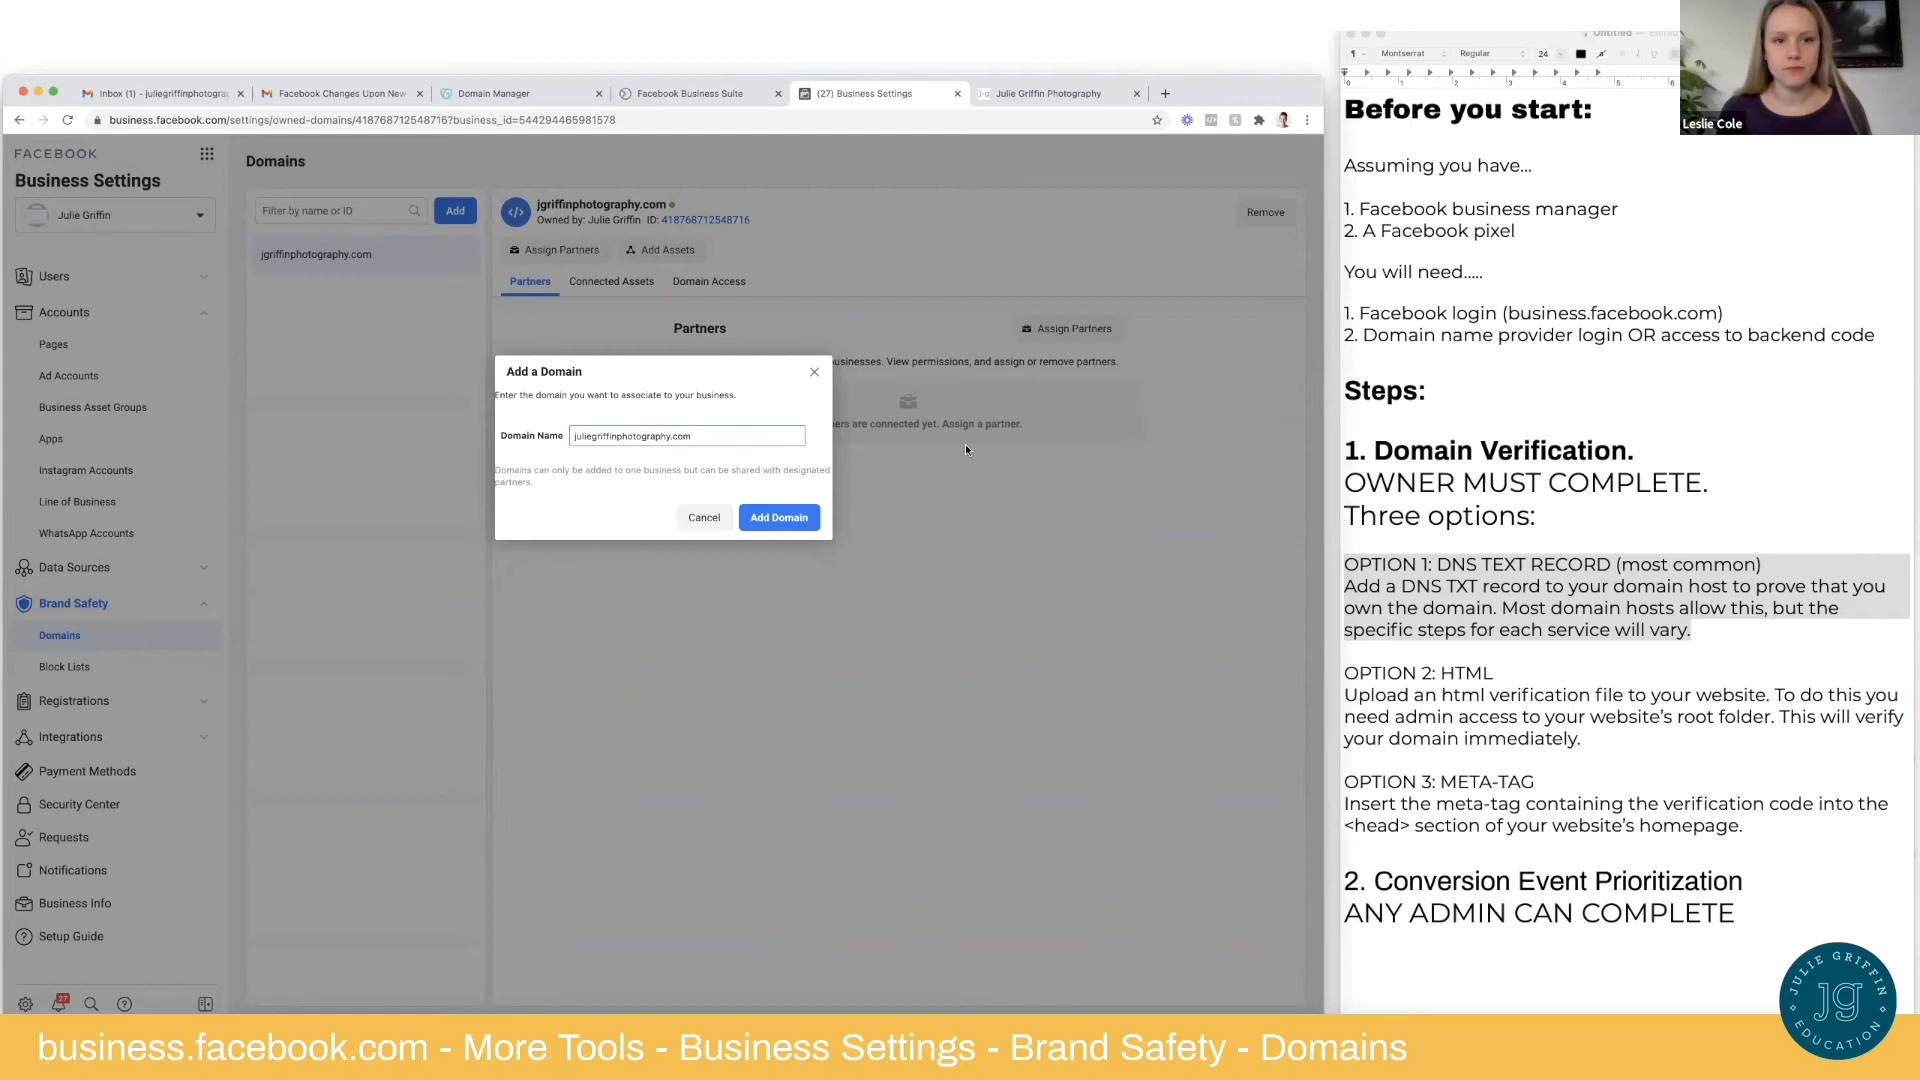 Inbox (1) - juliegriffinphotogra
Facebook Changes Upon New
Domain Manager
Facebook Business Suite
(27) Business Settings
Julie Griffin Photography
business.facebook.com/settings/owned-domains/418768712548716?business_id=544294465981578
FACEBOOK
Business Settings
Julie Griffin
Users
Accounts
Pages
Ad Accounts
Business Asset Groups
Apps
Instagram Accounts
Line of Business
WhatsApp Accounts
Data Sources
Brand Safety
Domains
Block Lists
Registrations
Integrations
Payment Methods
Security Center
Requests
Notifications
Business Info
Setup Guide
27
Domains
Filter by name or ID
Add
jgriffinphotography.com
jgriffinphotography.com
Owned by: Julie Griffin ID: 418768712548716
Remove
Assign Partners
Add Assets
Partners
Connected Assets
Domain Access
Partners
Assign Partners
usinesses. View permissions, and assign or remove partners.
ers are connected yet. Assign a partner.
Add a Domain
Enter the domain you want to associate to your business.
Domain Name juliegriffinphotography.com
Domains can only be added to one business but can be shared with designated
partners.
Cancel
Add Domain
Untitled — Edited
Montserrat
Regular
24
0 1 2 3 4 5 6
Before you start:
Assuming you have...
1. Facebook business manager
2. A Facebook pixel
You will need.....
1. Facebook login (business.facebook.com)
2. Domain name provider login OR access to backend code
Steps:
1. Domain Verification.
OWNER MUST COMPLETE.
Three options:
OPTION 1: DNS TEXT RECORD (most common)
Add a DNS TXT record to your domain host to prove that you
own the domain. Most domain hosts allow this, but the
specific steps for each service will vary.
OPTION 2: HTML
Upload an html verification file to your website. To do this you
need admin access to your website's root folder. This will verify
your domain immediately.
OPTION 3: META-TAG
Insert the meta-tag containing the verification code into the
<head> section of your website's homepage.
2. Conversion Event Prioritization
ANY ADMIN CAN COMPLETE
Leslie Cole
JULIE GRIFFIN
jg
EDUCATION
business.facebook.com - More Tools - Business Settings - Brand Safety - Domains